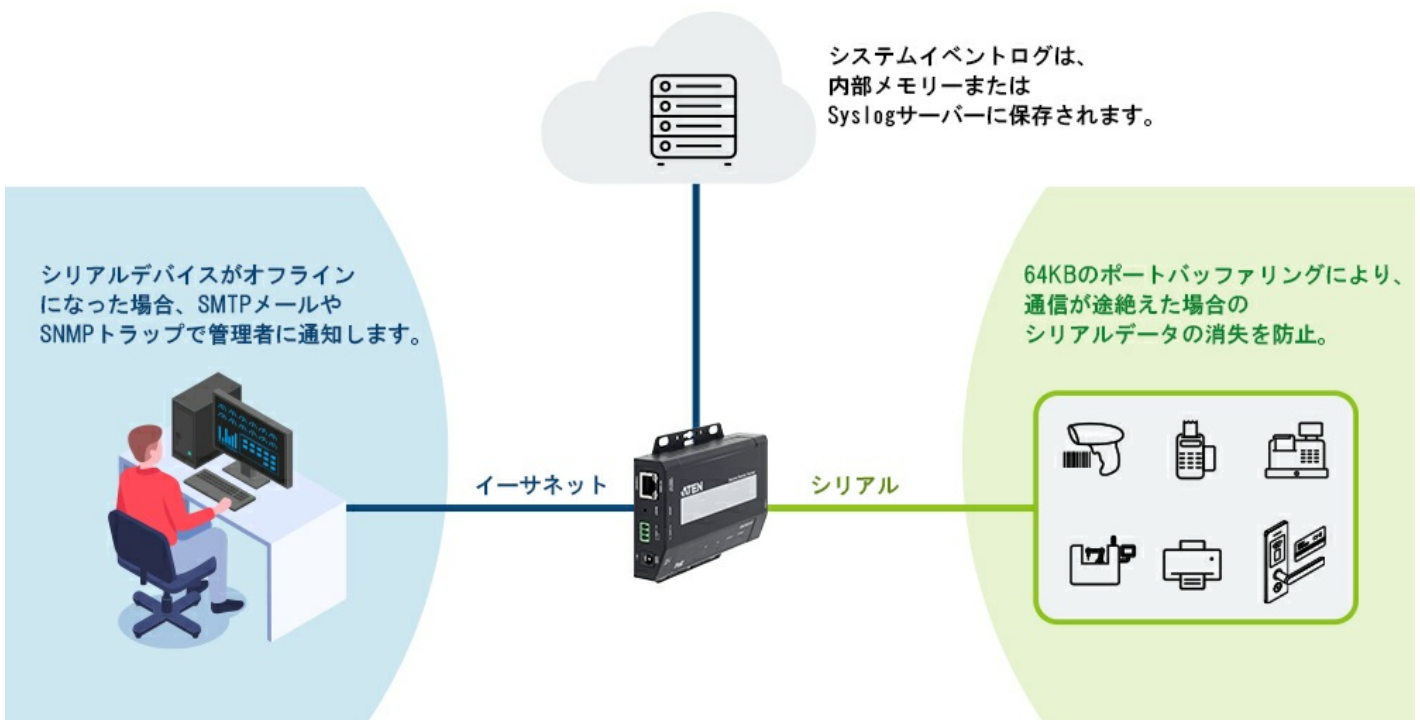 システムイベントログは、
内部メモリーまたは
Syslogサーバーに保存されます。
シリアルデバイスがオフライン
になった場合、SMTPメールや
SNMPトラップで管理者に通知します。
64KBのポートバッファリングにより、
通信が途絶えた場合の
シリアルデータの消失を防止。
イーサネット
ATEN
シリアル